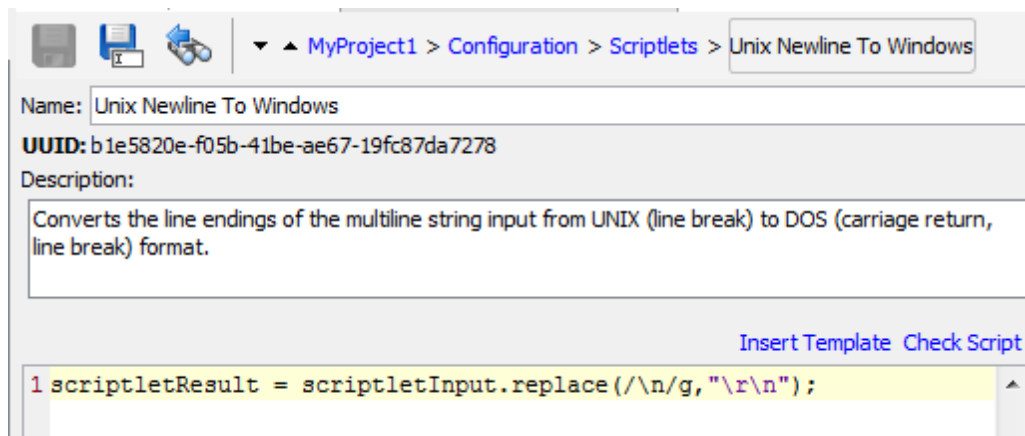 MyProject1 > Configuration > Scriptlets > Unix Newline To Windows
Name: Unix Newline To Windows
UUID: b1e5820e-f05b-41be-ae67-19fc87da7278
Description:
Converts the line endings of the multiline string input from UNIX (line break) to DOS (carriage return,
line break) format.
Insert Template Check Script
1 scriptletResult = scriptletInput.replace(/\n/g,"\r\n");